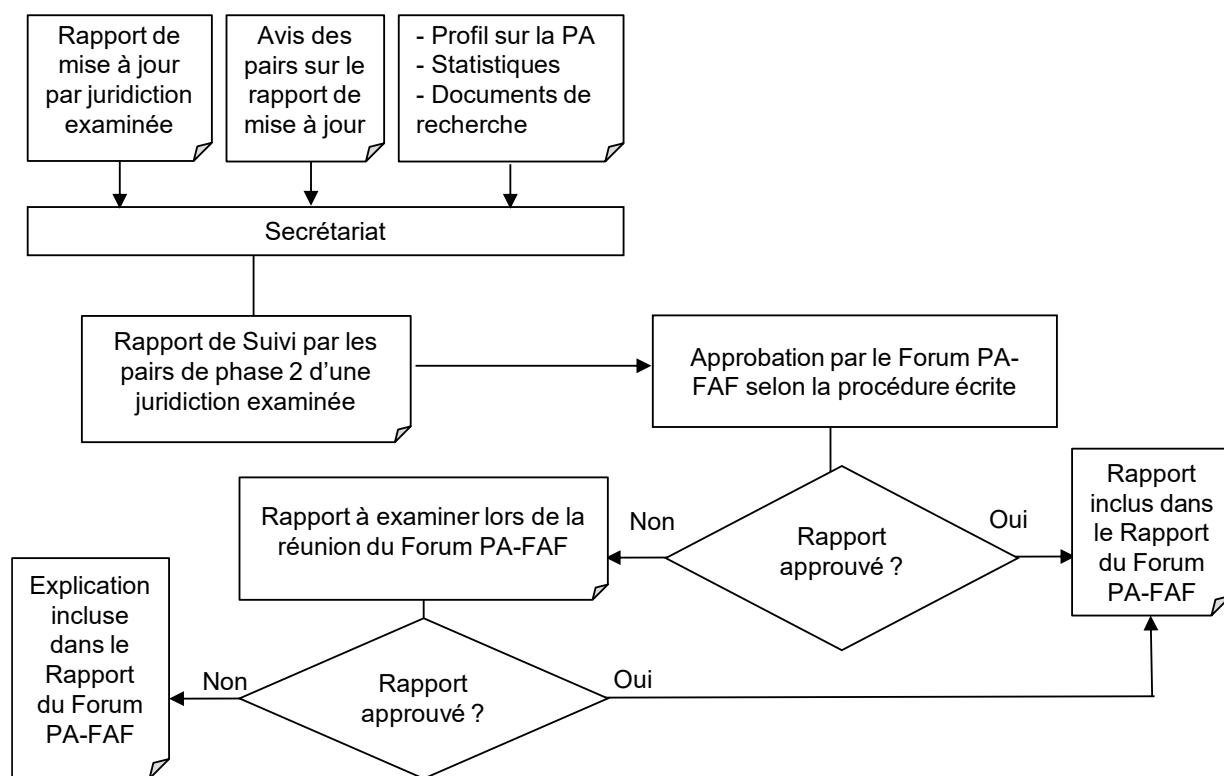 Rapport de
mise à jour
par juridiction
examinée
Avis des
pairs sur le
rapport de
mise à jour
- Profil sur la PA
- Statistiques
- Documents de
recherche
Secrétariat
Rapport de Suivi par les
pairs de phase 2 d’une
juridiction examinée
Approbation par le Forum PA-
FAF selon la procédure écrite
Rapport à examiner lors de la
réunion du Forum PA-FAF
Non
Rapport
approuvé ?
Oui
Rapport
inclus dans
le Rapport
du Forum
PA-FAF
Explication
incluse
dans le
Rapport
du Forum
PA-FAF
Non
Rapport
approuvé ?
Oui